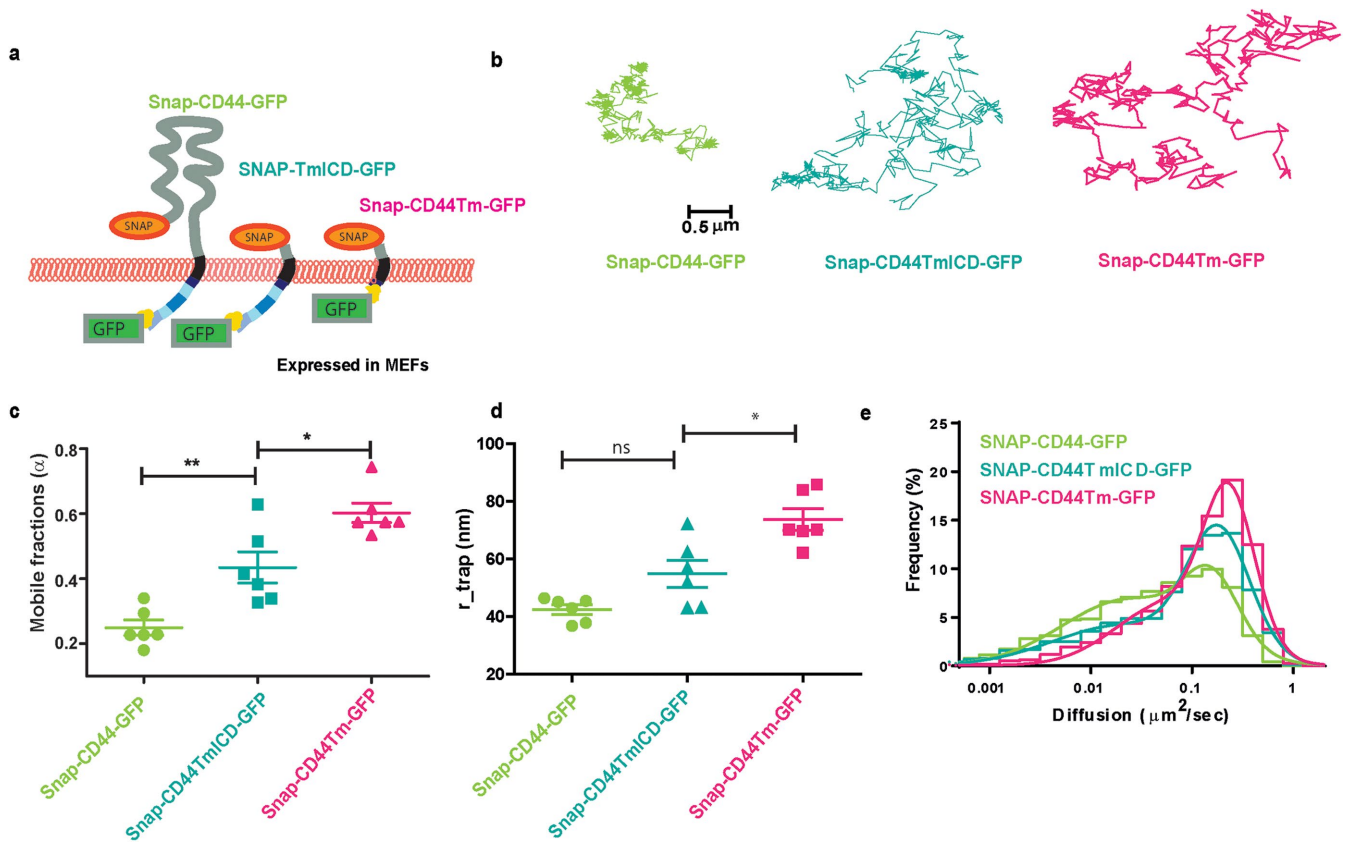 a
Snap-CD44-GFP
SNAP-TmICD-GFP
Snap-CD44Tm-GFP
SNAP
SNAP
SNAP
GFP
GFP
GFP
Expressed in MEFs
b
0.5 μm
Snap-CD44-GFP
Snap-CD44TmICD-GFP
Snap-CD44Tm-GFP
c
Mobile fractions (α)
0.8
0.6
0.4
0.2
**
*
Snap-CD44-GFP
Snap-CD44TmICD-GFP
Snap-CD44Tm-GFP
d
r_trap (nm)
100
80
60
40
20
ns
*
Snap-CD44-GFP
Snap-CD44TmICD-GFP
Snap-CD44Tm-GFP
e
Frequency (%)
25
20
15
10
5
0
SNAP-CD44-GFP
SNAP-CD44TmICD-GFP
SNAP-CD44Tm-GFP
0.001 0.01 0.1 1
Diffusion (μm²/sec)